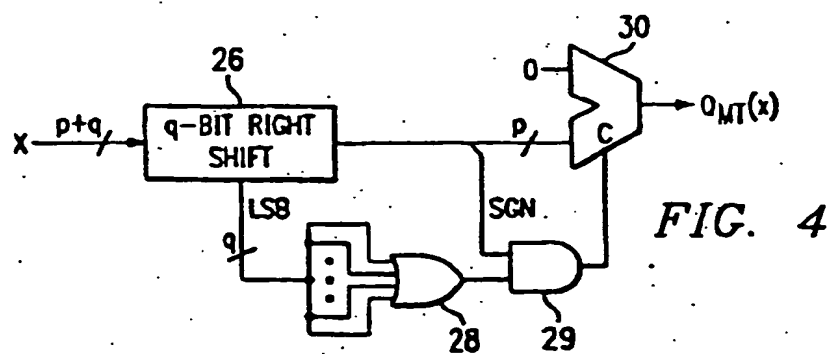 26
30
0
X
p+q
q-BIT RIGHT
SHIFT
p
C
Q_MT(x)
LSB
SGN
q
28
29
FIG. 4